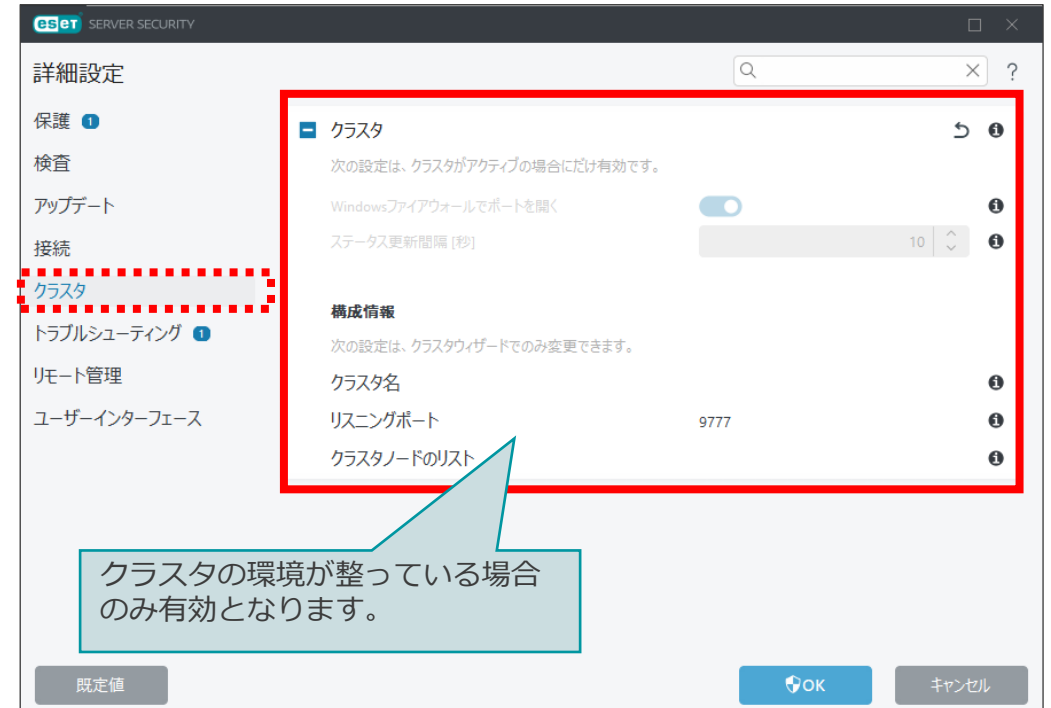 eset SERVER SECURITY
詳細設定
?
保護 1
検査
アップデート
接続
クラスタ
トラブルシューティング 1
リモート管理
ユーザーインターフェース
クラスタ
次の設定は、クラスタがアクティブの場合にだけ有効です。
Windowsファイアウォールでポートを開く
ステータス更新間隔 [秒] 10
構成情報
次の設定は、クラスタウィザードでのみ変更できます。
クラスタ名
リスニングポート 9777
クラスタノードのリスト
クラスタの環境が整っている場合
のみ有効となります。
既定値
OK
キャンセル